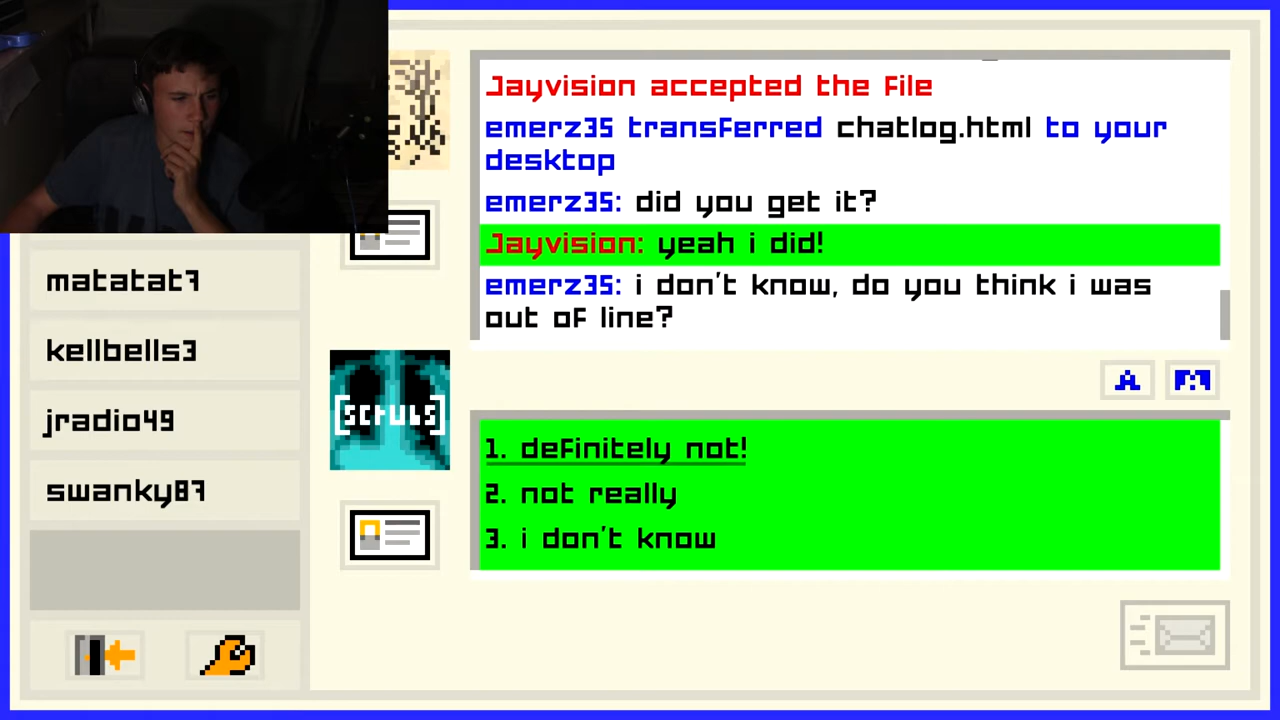 Jayvision accepted the file
emerz35 transferred chatlog.html to your
desktop
emerz35: did you get it?
Jayvision: yeah i did!
emerz35: i don't know, do you think i was
out of line?
matatat7
kellbells3
jradio49
swanky87
[scrubs]
A
1. definitely not!
2. not really
3. i don't know